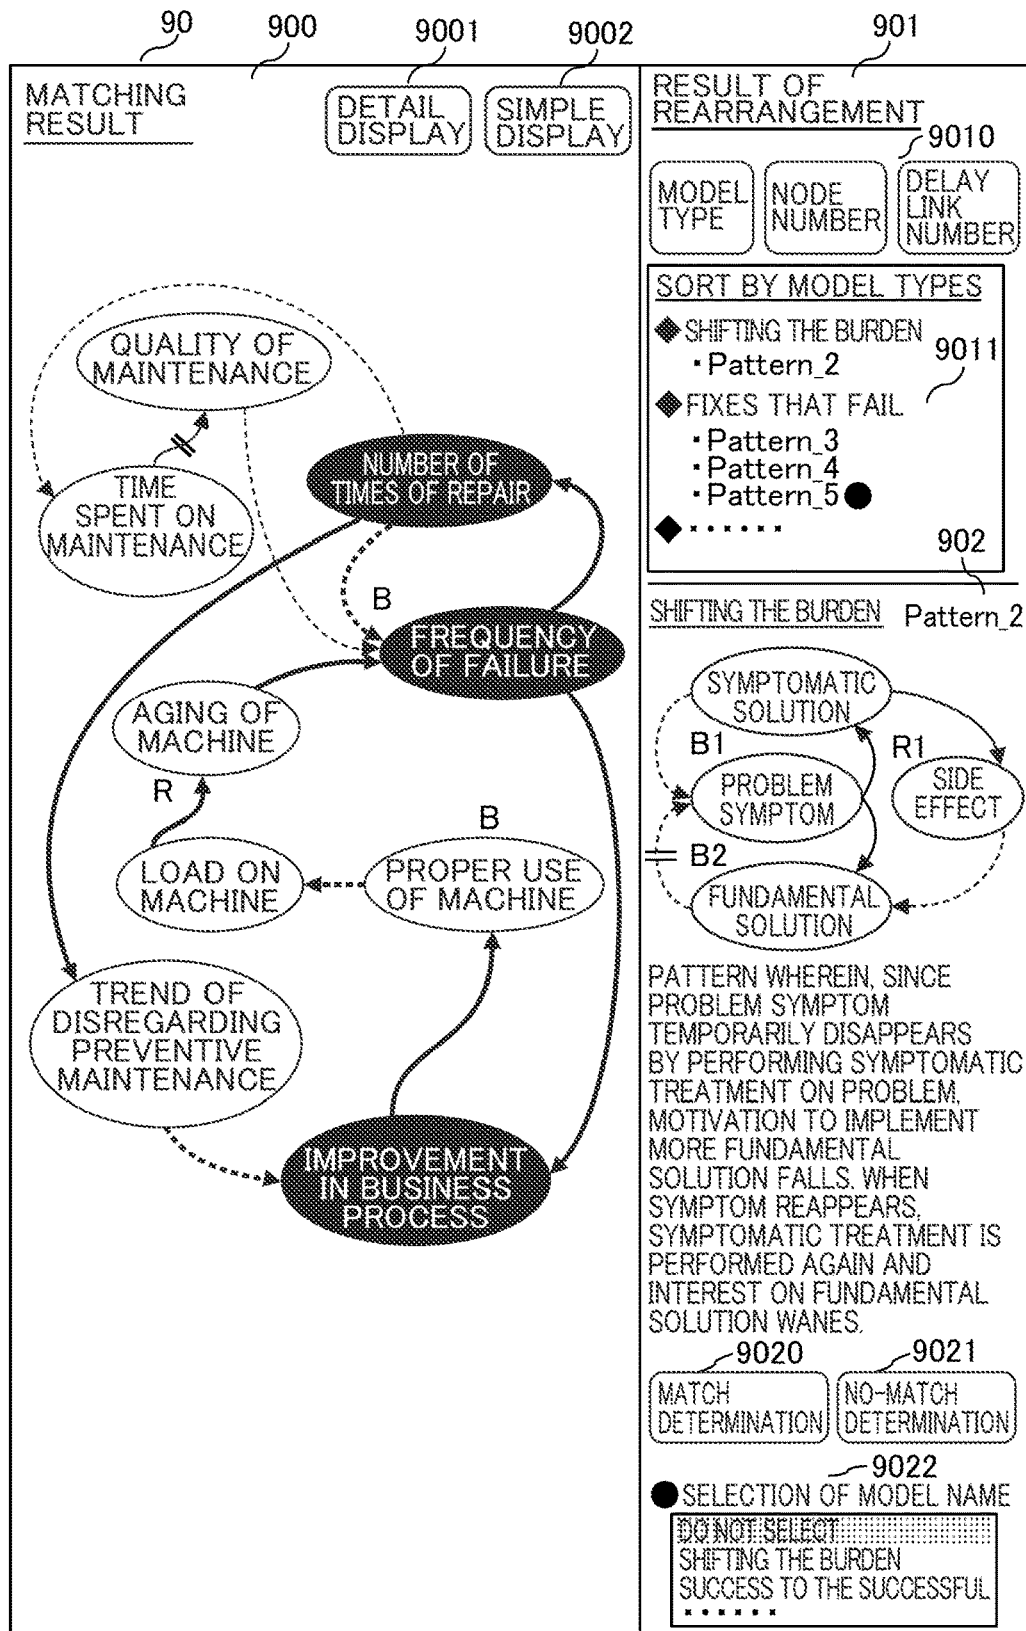 90
900
9001
9002
901
MATCHING
RESULT
DETAIL
DISPLAY
SIMPLE
DISPLAY
RESULT OF
REARRANGEMENT
9010
MODEL
TYPE
NODE
NUMBER
DELAY
LINK
NUMBER
SORT BY MODEL TYPES
◆SHIFTING THE BURDEN
・Pattern_2
9011
◆FIXES THAT FAIL
・Pattern_3
・Pattern_4
・Pattern_5●
◆・・・・・・
902
QUALITY OF
MAINTENANCE
TIME
SPENT ON
MAINTENANCE
NUMBER OF
TIMES OF REPAIR
B
FREQUENCY
OF FAILURE
AGING OF
MACHINE
R
B
LOAD ON
MACHINE
PROPER USE
OF MACHINE
TREND OF
DISREGARDING
PREVENTIVE
MAINTENANCE
IMPROVEMENT
IN BUSINESS
PROCESS
SHIFTING THE BURDEN Pattern_2
SYMPTOMATIC
SOLUTION
B1
R1
PROBLEM
SYMPTOM
SIDE
EFFECT
B2
FUNDAMENTAL
SOLUTION
PATTERN WHEREIN, SINCE
PROBLEM SYMPTOM
TEMPORARILY DISAPPEARS
BY PERFORMING SYMPTOMATIC
TREATMENT ON PROBLEM,
MOTIVATION TO IMPLEMENT
MORE FUNDAMENTAL
SOLUTION FALLS. WHEN
SYMPTOM REAPPEARS,
SYMPTOMATIC TREATMENT IS
PERFORMED AGAIN AND
INTEREST ON FUNDAMENTAL
SOLUTION WANES.
9020
9021
MATCH
DETERMINATION
NO-MATCH
DETERMINATION
9022
●SELECTION OF MODEL NAME
DO NOT SELECT
SHIFTING THE BURDEN
SUCCESS TO THE SUCCESSFUL
・・・・・・